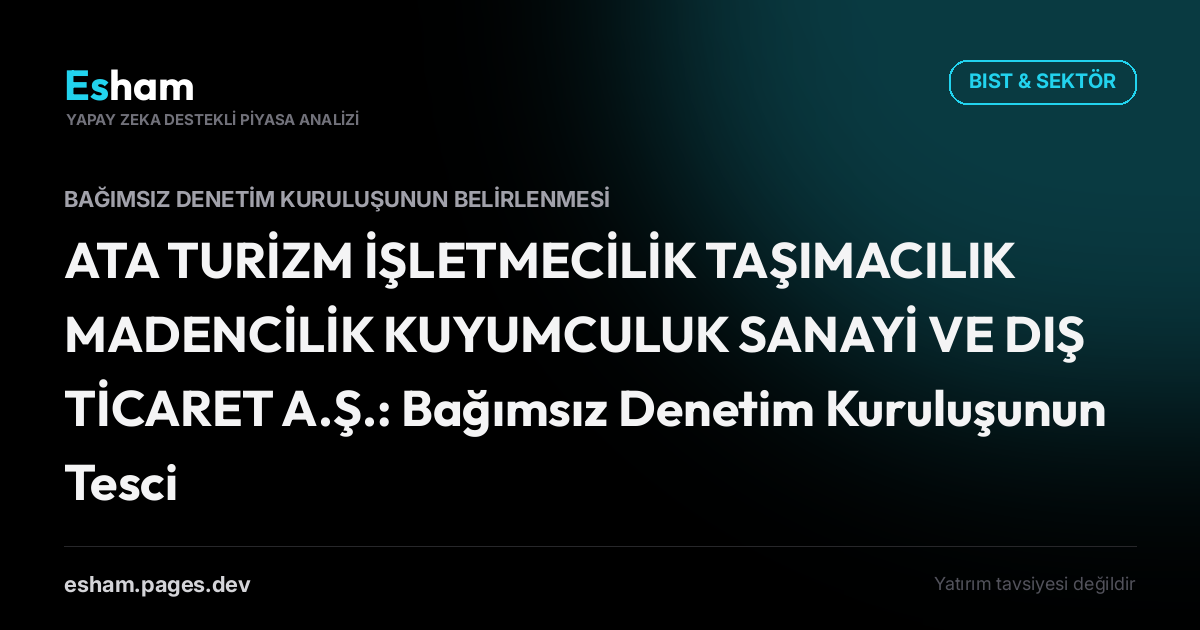 Esham
YAPAY ZEKA DESTEKLİ PİYASA ANALİZİ
BIST & SEKTÖR
BAĞIMSIZ DENETİM KURULUŞUNUN BELİRLENMESİ
ATA TURİZM İŞLETMECİLİK TAŞIMACILIK
MADENCİLİK KUYUMCULUK SANAYİ VE DIŞ
TİCARET A.Ş.: Bağımsız Denetim Kuruluşunun
Tesci
esham.pages.dev
Yatırım tavsiyesi değildir